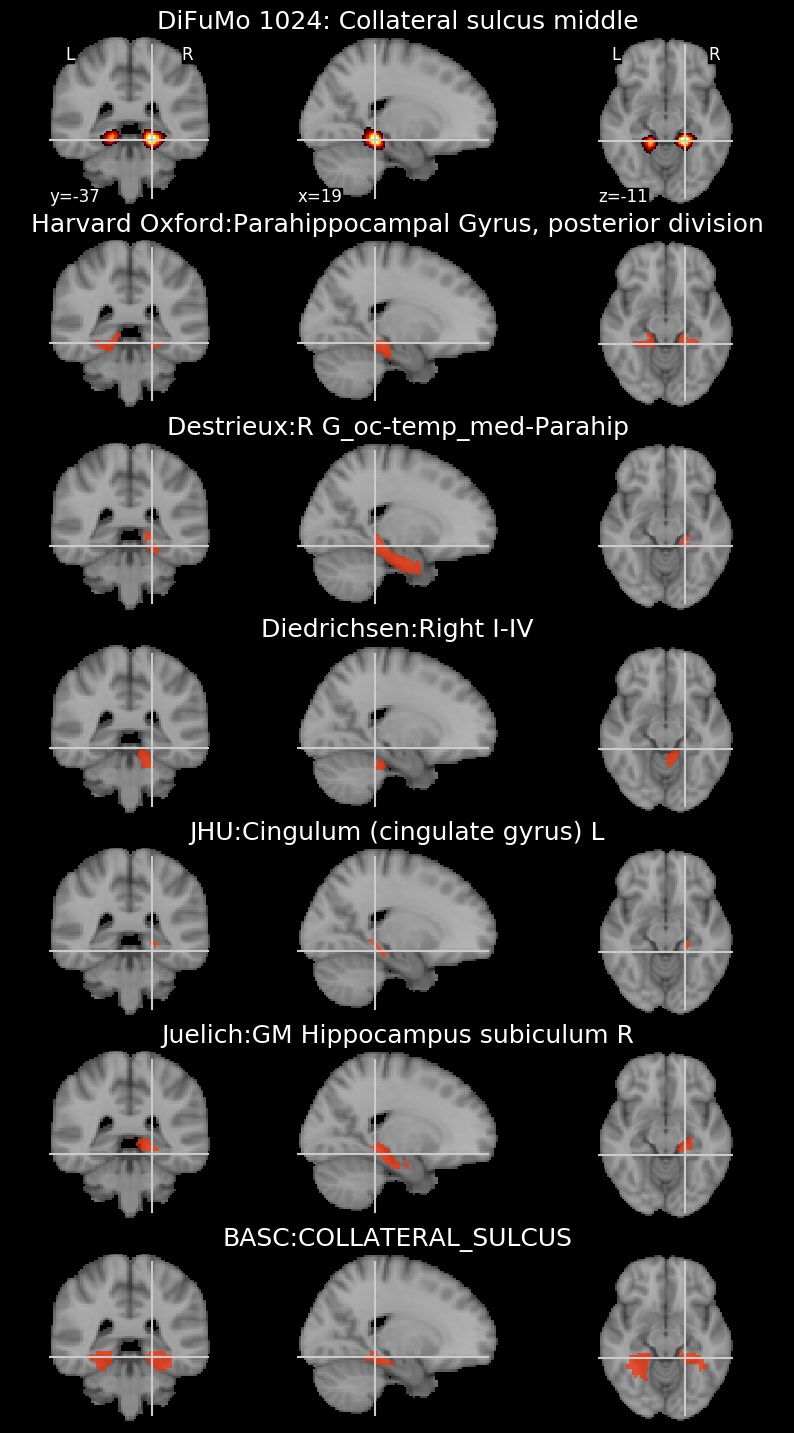 DiFuMo 1024: Collateral sulcus middle
L R L R
y=-37 x=19 z=-11
Harvard Oxford:Parahippocampal Gyrus, posterior division
Destrieux:R G_oc-temp_med-Parahip
Diedrichsen:Right I-IV
JHU:Cingulum (cingulate gyrus) L
Juelich:GM Hippocampus subiculum R
BASC:COLLATERAL_SULCUS